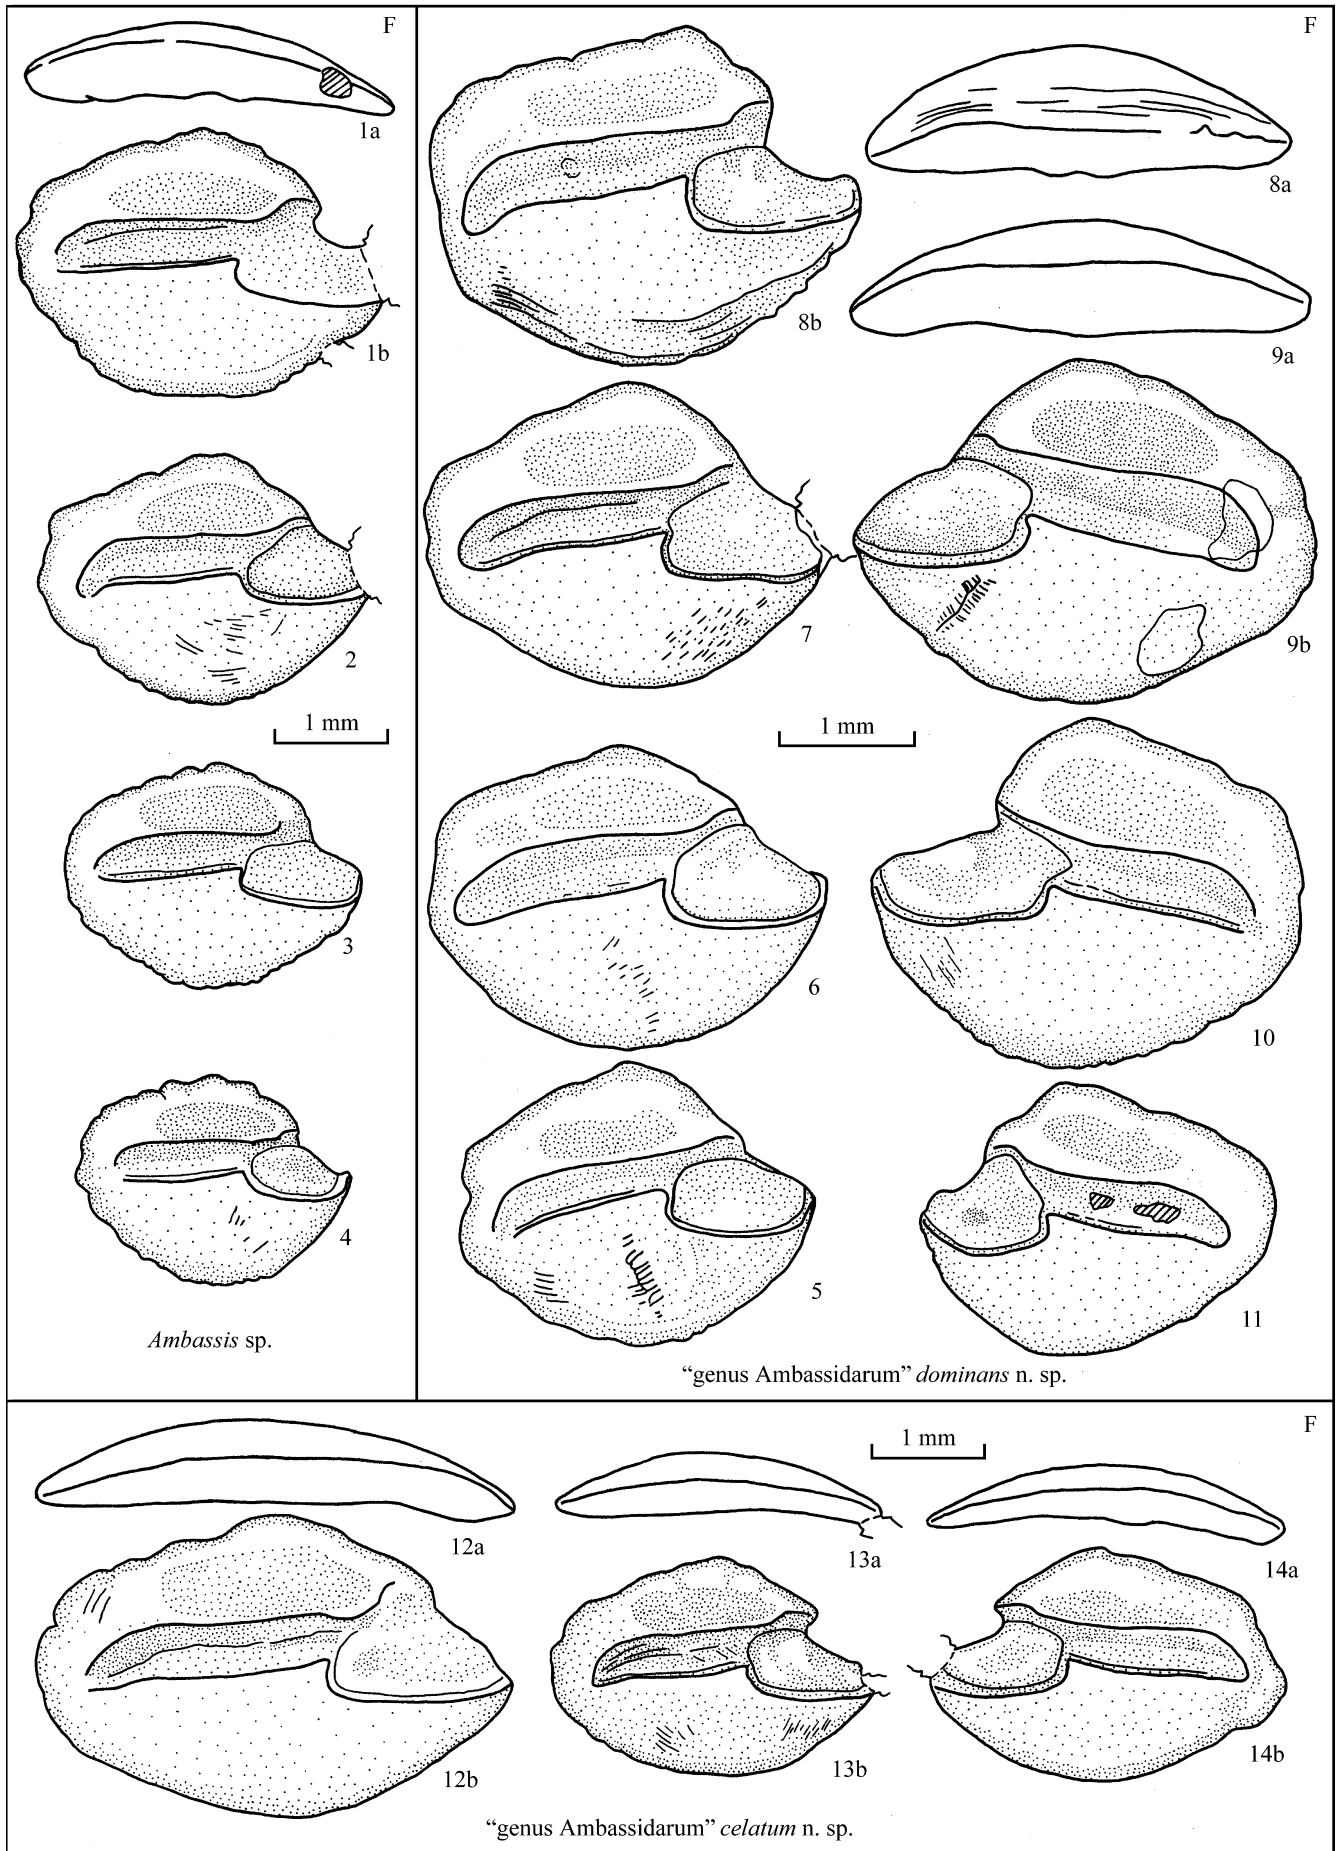 F
1a
1b
2
1 mm
3
4
Ambassis sp.
F
8b
8a
9a
7
9b
1 mm
6
10
5
11
“genus Ambassidarum” dominans n. sp.
F
1 mm
12a
13a
14a
12b
13b
14b
“genus Ambassidarum” celatum n. sp.